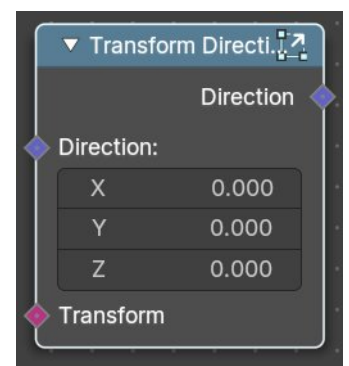 Transform Directi...
Direction
Direction:
X 0.000
Y 0.000
Z 0.000
Transform